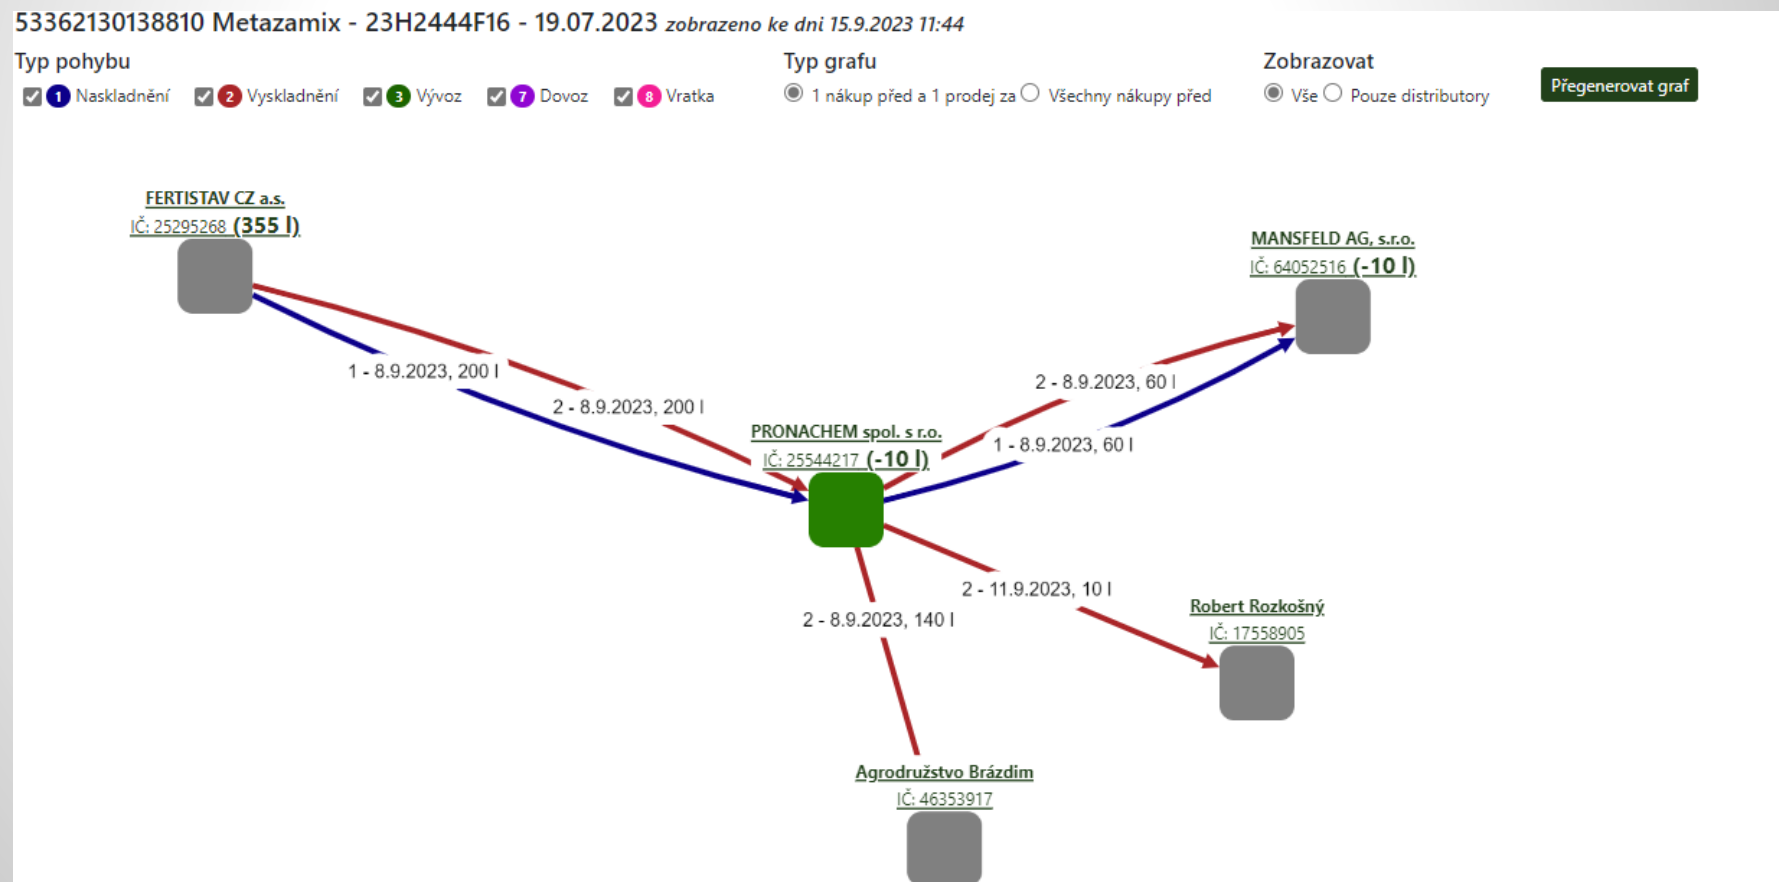 53362130138810 Metazamix - 23H2444F16 - 19.07.2023 zobrazeno ke dni 15.9.2023 11:44
Typ pohybu
1 Naskladnění 2 Vyskladnění 3 Vývoz 7 Dovoz 8 Vratka
Typ grafu
1 nákup před a 1 prodej za Všechny nákupy před
Zobrazovat
Vše Pouze distributory
Přegenerovat graf
FERTISTAV CZ a.s.
IČ: 25295268 (355 l)
MANSFELD AG, s.r.o.
IČ: 64052516 (-10 l)
1 - 8.9.2023, 200 l
2 - 8.9.2023, 200 l
2 - 8.9.2023, 60 l
1 - 8.9.2023, 60 l
PRONACHEM spol. s r.o.
IČ: 25544217 (-10 l)
2 - 11.9.2023, 10 l
2 - 8.9.2023, 140 l
Robert Rozkošný
IČ: 17558905
Agrodružstvo Brázdim
IČ: 46353917